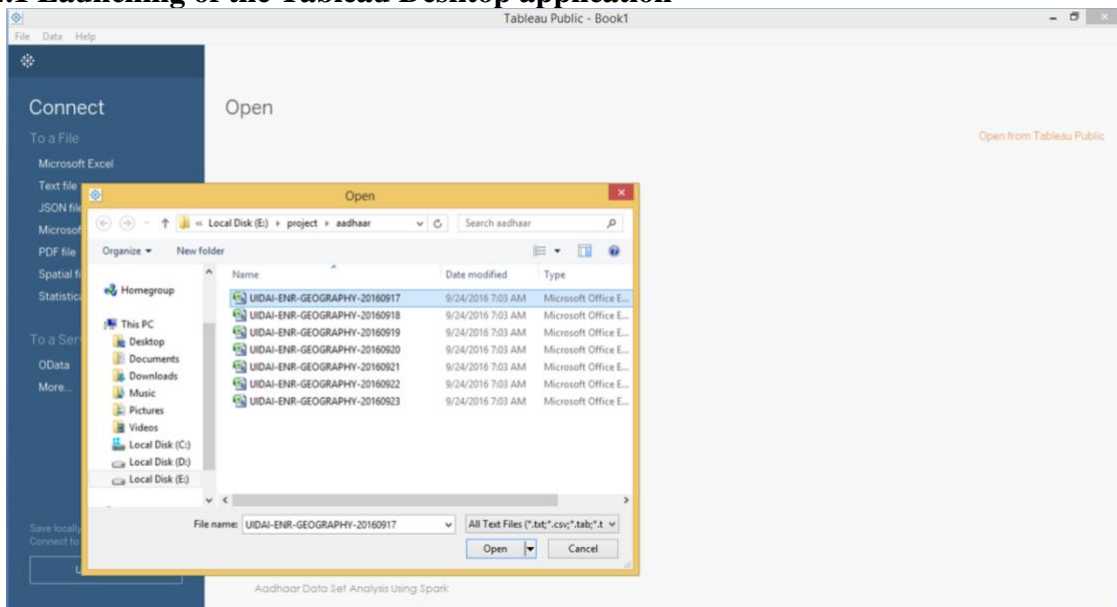 .1 Launching of the Tableau Desktop application
Tableau Public - Book1
File Data Help
Connect
Open
To a File
Open from Tableau Public
Microsoft Excel
Text file
JSON file
Microsof
PDF file
Spatial fi
Statistica
To a Ser
OData
More...
Save locally
Connect to
Open
« Local Disk (E:) ▸ project ▸ aadhaar
Search aadhaar
Organize ▾ New folder
Name Date modified Type
Homegroup
This PC
Desktop
Documents
Downloads
Music
Pictures
Videos
Local Disk (C:)
Local Disk (D:)
Local Disk (E:)
UIDAI-ENR-GEOGRAPHY-20160917 9/24/2016 7:03 AM Microsoft Office E...
UIDAI-ENR-GEOGRAPHY-20160918 9/24/2016 7:03 AM Microsoft Office E...
UIDAI-ENR-GEOGRAPHY-20160919 9/24/2016 7:03 AM Microsoft Office E...
UIDAI-ENR-GEOGRAPHY-20160920 9/24/2016 7:03 AM Microsoft Office E...
UIDAI-ENR-GEOGRAPHY-20160921 9/24/2016 7:03 AM Microsoft Office E...
UIDAI-ENR-GEOGRAPHY-20160922 9/24/2016 7:03 AM Microsoft Office E...
UIDAI-ENR-GEOGRAPHY-20160923 9/24/2016 7:03 AM Microsoft Office E...
File name: UIDAI-ENR-GEOGRAPHY-20160917
All Text Files (*.txt;*.csv;*.tab;*.t
Open Cancel
Aadhaar Data Set Analysis Using Spark